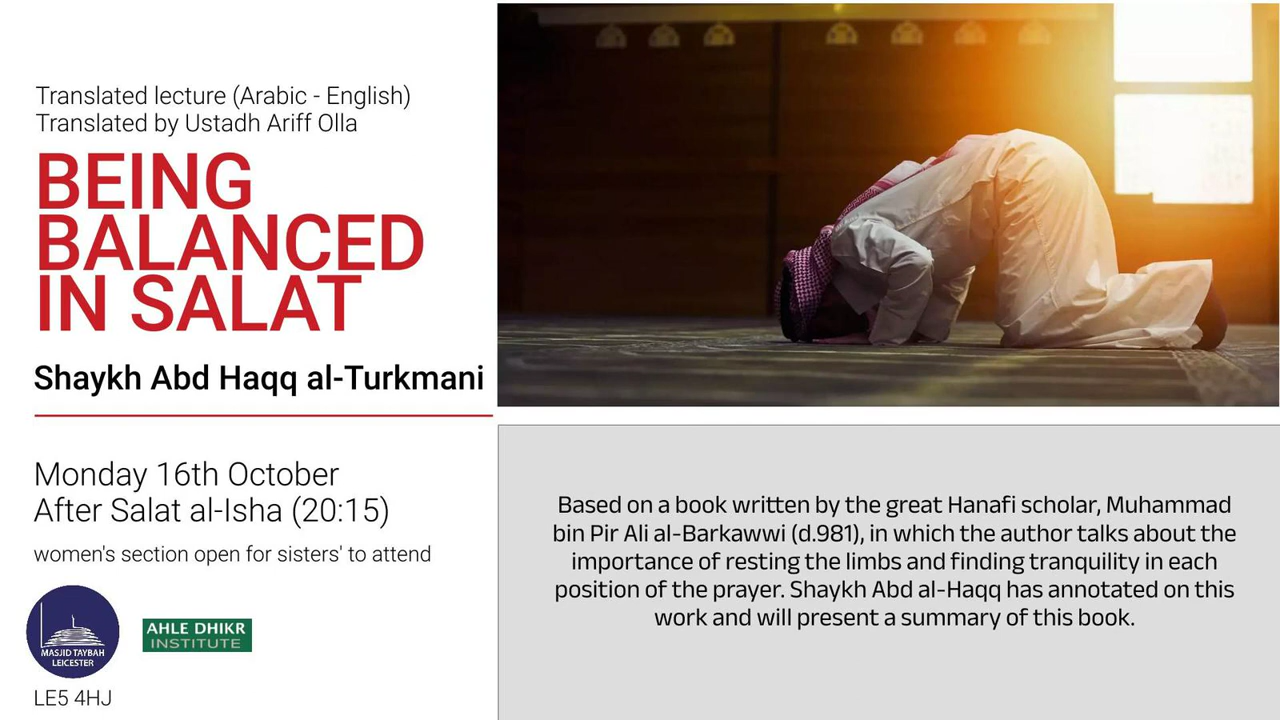 Translated lecture (Arabic - English)
Translated by Ustadh Ariff Olla
BEING
BALANCED
IN SALAT
Shaykh Abd Haqq al-Turkmani
Monday 16th October
After Salat al-Isha (20:15)
women's section open for sisters' to attend
MASJID TAYBAH
LEICESTER
AHLE DHIKR
INSTITUTE
LE5 4HJ
Based on a book written by the great Hanafi scholar, Muhammad
bin Pir Ali al-Barkawwi (d.981), in which the author talks about the
importance of resting the limbs and finding tranquility in each
position of the prayer. Shaykh Abd al-Haqq has annotated on this
work and will present a summary of this book.